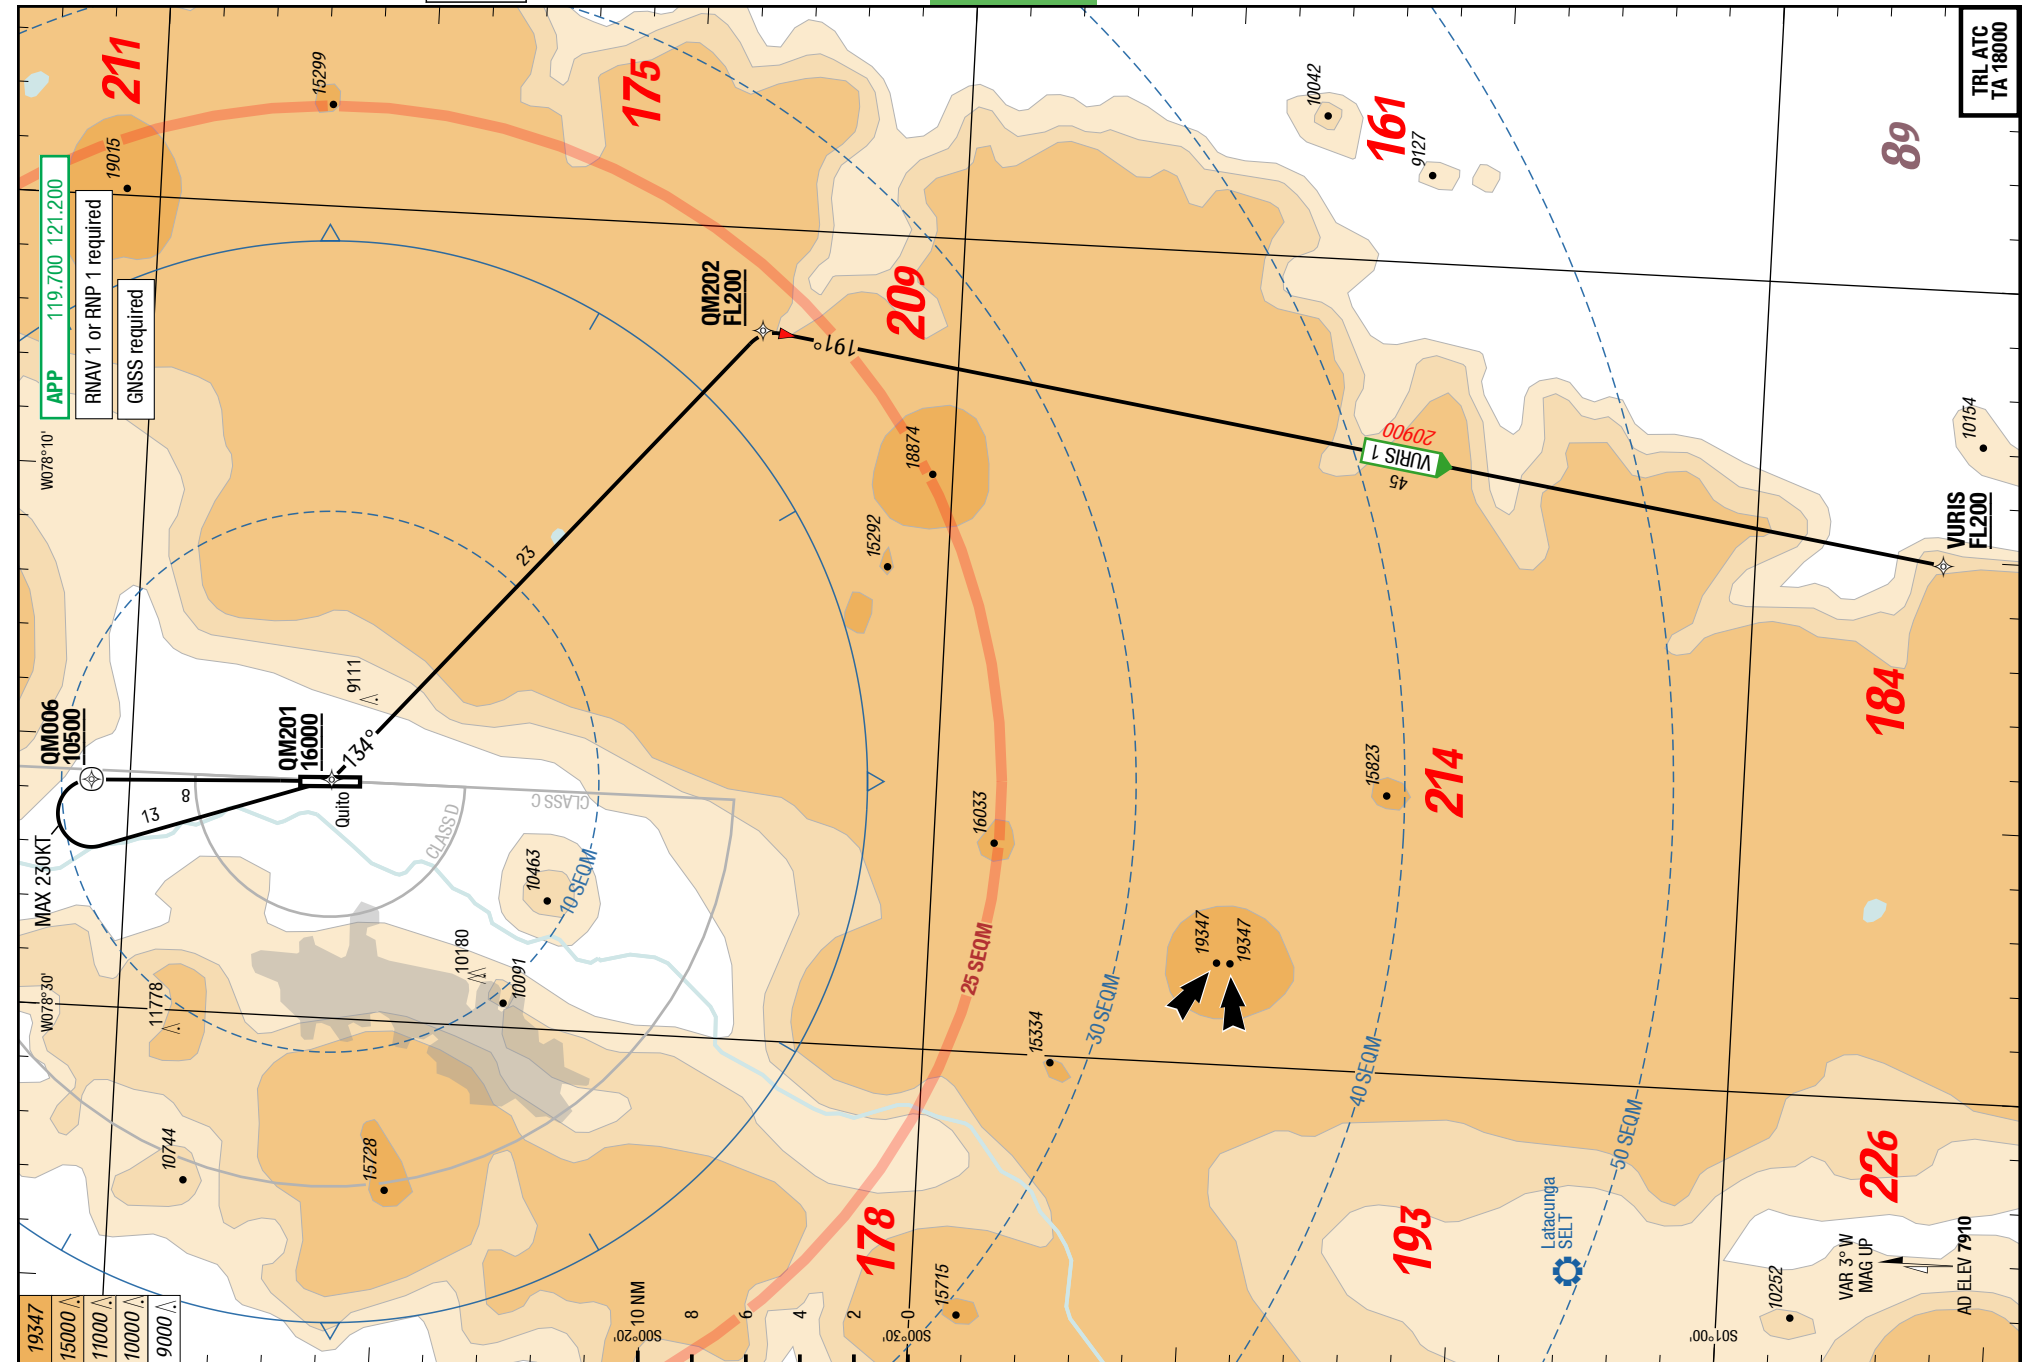 211
15299
175
10042
161
9127
TRL ATC
TA 18000
89
19015
APP 119.700 121.200
RNAV 1 or RNP 1 required
GNSS required
QM202
FL200
191°
209
W078°10'
18874
15292
23
20900
VURIS 1
45
10154
VURIS
FL200
9111
QM006
10500
QM201
16000
134°
8
13
MAX 230KT
Quito
CLASS D
CLASS C
10463
10 SEQM
16033
15823
214
184
W078°30'
11778
10180
10091
25 SEQM
30 SEQM
19347
19347
15334
40 SEQM
50 SEQM
10744
15728
178
193
226
Latacunga
SELT
15715
10252
VAR 3° W
MAG UP
AD ELEV 7910
19347
15000
11000
10000
9000
S00°20'
10 NM
8
6
4
2
0
S00°30'
S01°00'